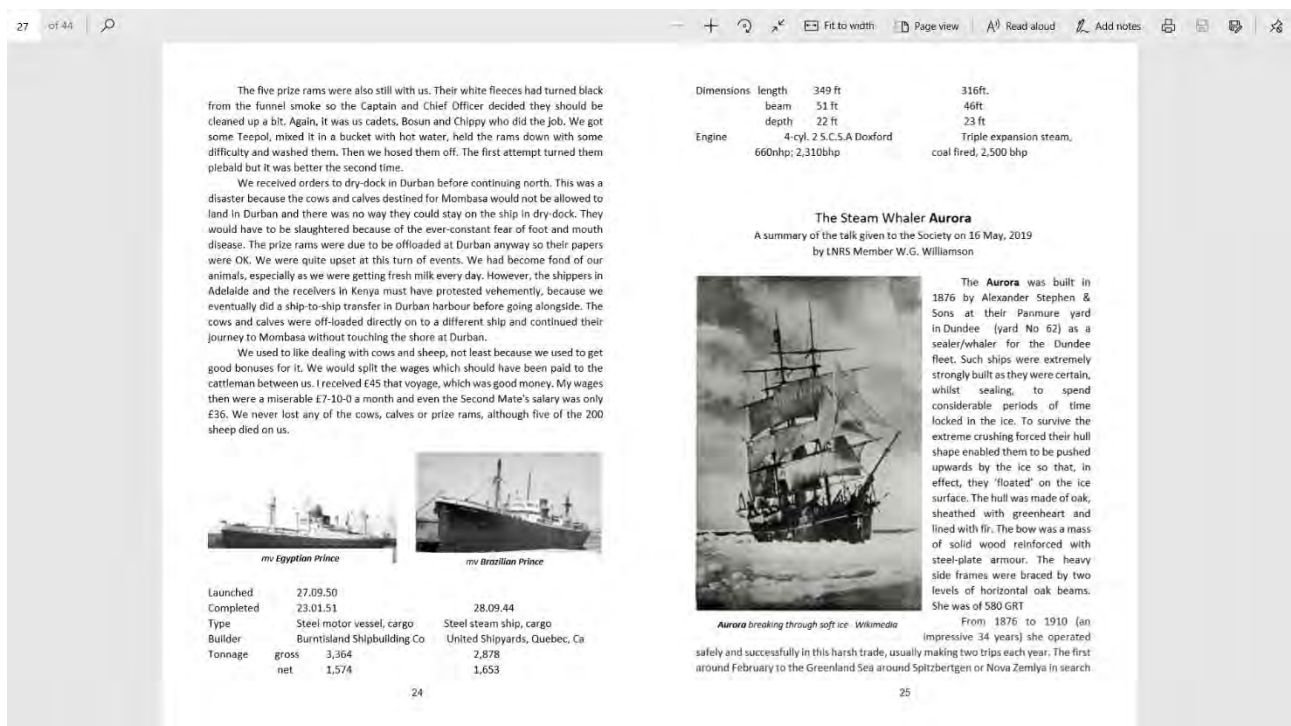 27 of 44
Fit to width
Page view
Read aloud
Add notes
The five prize rams were also still with us. Their white fleeces had turned black
from the funnel smoke so the Captain and Chief Officer decided they should be
cleaned up a bit. Again, it was us cadets, Bosun and Chippy who did the job. We got
some Teepol, mixed it in a bucket with hot water, held the rams down with some
difficulty and washed them. Then we hosed them off. The first attempt turned them
piebald but it was better the second time.
We received orders to dry-dock in Durban before continuing north. This was a
disaster because the cows and calves destined for Mombasa would not be allowed to
land in Durban and there was no way they could stay on the ship in dry-dock. They
would have to be slaughtered because of the ever-constant fear of foot and mouth
disease. The prize rams were due to be offloaded at Durban anyway so their papers
were OK. We were quite upset at this turn of events. We had become fond of our
animals, especially as we were getting fresh milk every day. However, the shippers in
Adelaide and the receivers in Kenya must have protested vehemently, because we
eventually did a ship-to-ship transfer in Durban harbour before going alongside. The
cows and calves were off-loaded directly on to a different ship and continued their
journey to Mombasa without touching the shore at Durban.
We used to like dealing with cows and sheep, not least because we used to get
good bonuses for it. We would split the wages which should have been paid to the
cattleman between us. I received £45 that voyage, which was good money. My wages
then were a miserable £7-10-0 a month and even the Second Mate's salary was only
£36. We never lost any of the cows, calves or prize rams, although five of the 200
sheep died on us.
mv Egyptian Prince
mv Brazilian Prince
Launched 27.09.50
Completed 23.01.51 28.09.44
Type Steel motor vessel, cargo Steel steam ship, cargo
Builder Burntisland Shipbuilding Co United Shipyards, Quebec, Ca
Tonnage gross 3,364 2,878
net 1,574 1,653
24
Dimensions length 349 ft 316ft.
beam 51 ft 46ft
depth 22 ft 23 ft
Engine 4-cyl. 2 S.C.S.A Doxford Triple expansion steam,
660nhp; 2,310bhp coal fired, 2,500 bhp
The Steam Whaler Aurora
A summary of the talk given to the Society on 16 May, 2019
by LNRS Member W.G. Williamson
The Aurora was built in
1876 by Alexander Stephen &
Sons at their Panmure yard
in Dundee (yard No 62) as a
sealer/whaler for the Dundee
fleet. Such ships were extremely
strongly built as they were certain,
whilst sealing, to spend
considerable periods of time
locked in the ice. To survive the
extreme crushing forced their hull
shape enabled them to be pushed
upwards by the ice so that, in
effect, they 'floated' on the ice
surface. The hull was made of oak,
sheathed with greenheart and
lined with fir. The bow was a mass
of solid wood reinforced with
steel-plate armour. The heavy
side frames were braced by two
levels of horizontal oak beams.
She was of 580 GRT
Aurora breaking through soft ice - Wikimedia
From 1876 to 1910 (an
impressive 34 years) she operated
safely and successfully in this harsh trade, usually making two trips each year. The first
around February to the Greenland Sea around Spitzbertgen or Nova Zemlya in search
25